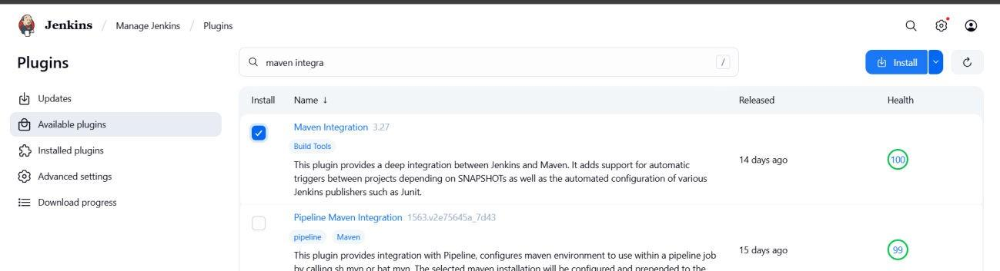 Jenkins / Manage Jenkins / Plugins
Plugins
maven integra /
Install
Updates
Available plugins
Installed plugins
Advanced settings
Download progress
Install Name ↓ Released Health
Maven Integration 3.27
Build Tools
This plugin provides a deep integration between Jenkins and Maven. It adds support for automatic
triggers between projects depending on SNAPSHOTs as well as the automated configuration of various
Jenkins publishers such as Junit.
14 days ago
100
Pipeline Maven Integration 1563.v2e75645a_7d43
pipeline Maven
This plugin provides integration with Pipeline, configures maven environment to use within a pipeline job
by calling sh mvn or bat mvn. The selected maven installation will be configured and prepended to the
15 days ago
99